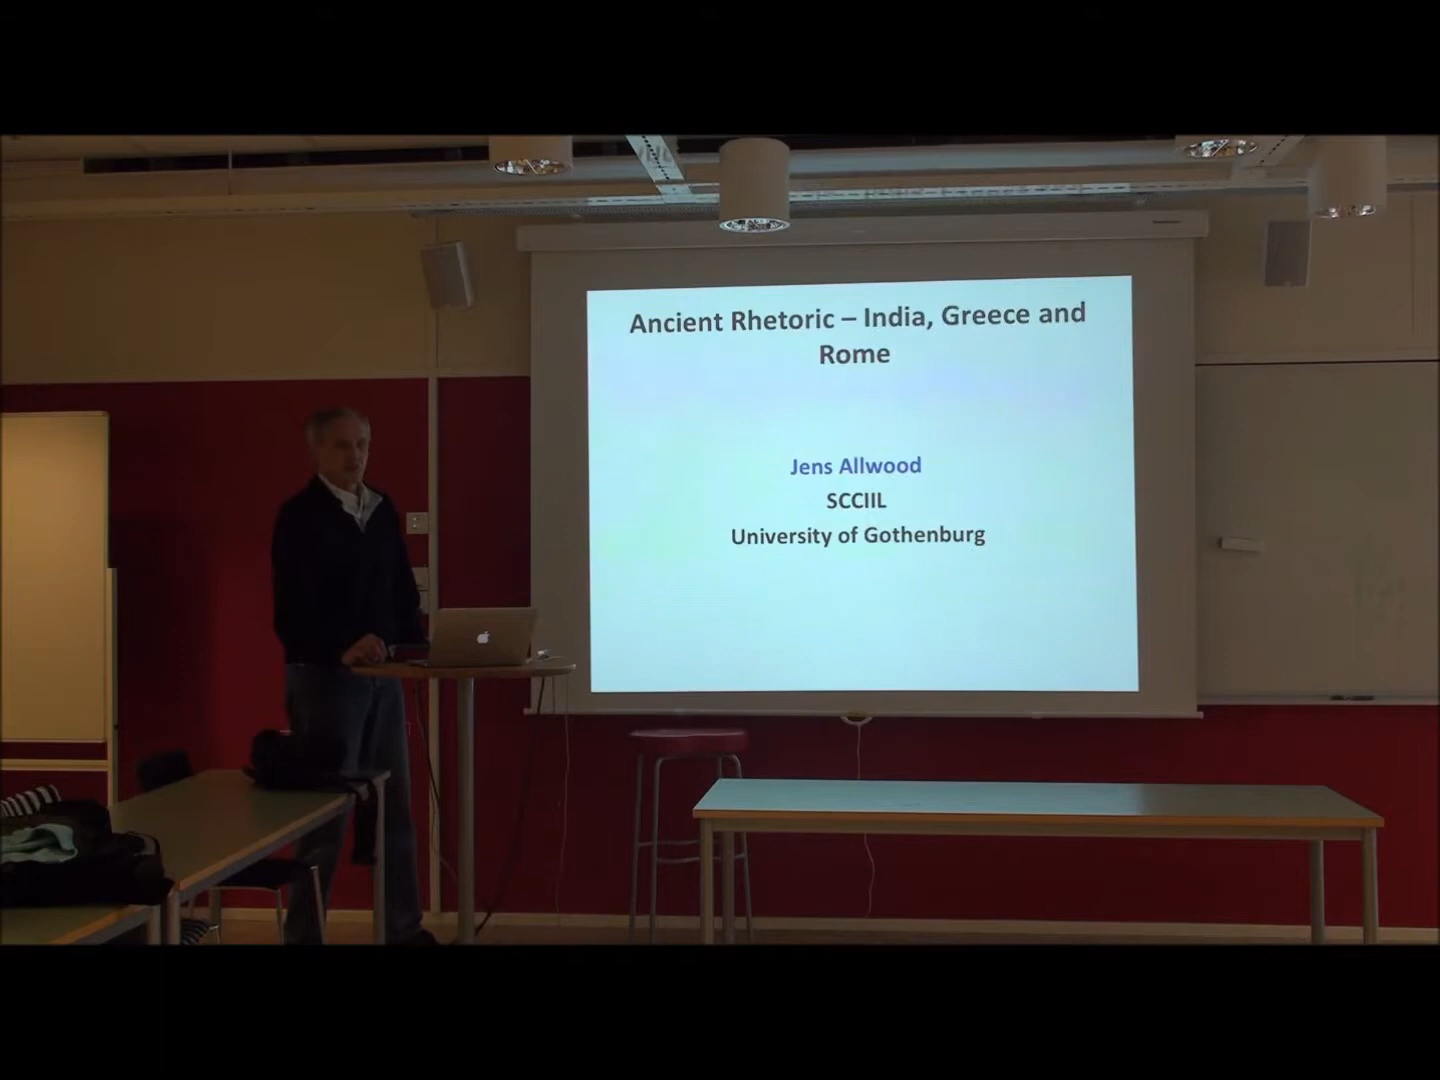 Ancient Rhetoric – India, Greece and
Rome
Jens Allwood
SCCIIL
University of Gothenburg